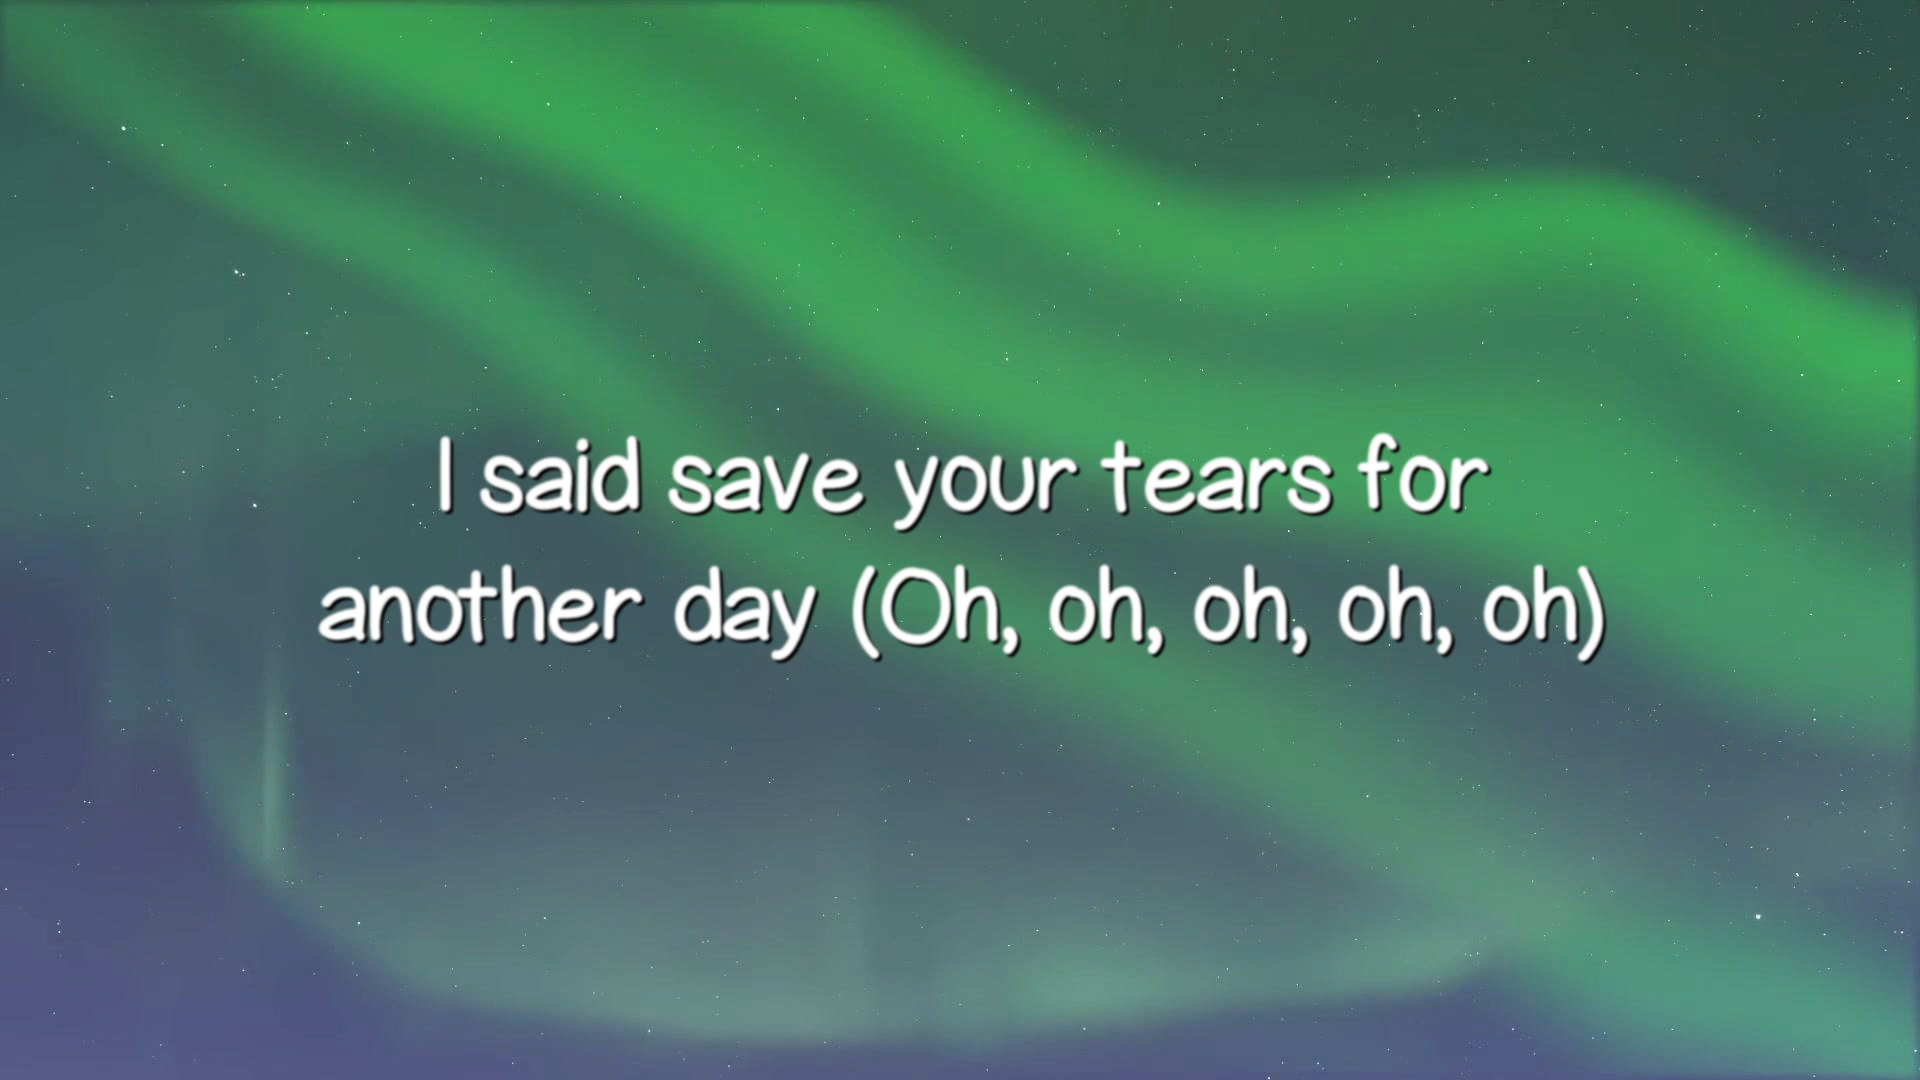 I said save your tears for
another day (Oh, oh, oh, oh, oh)